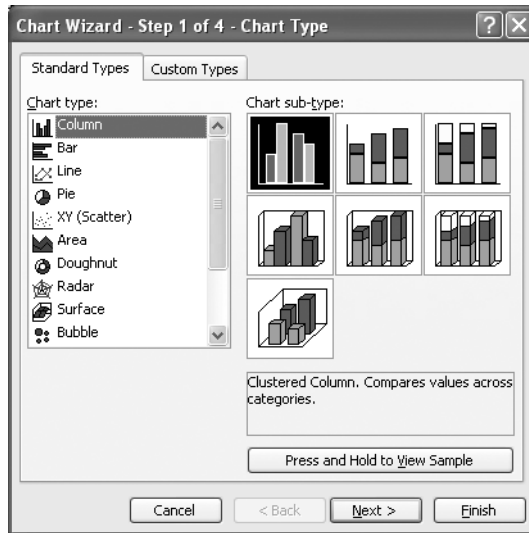 Chart Wizard - Step 1 of 4 - Chart Type
Standard Types
Custom Types
Chart type:
Column
Bar
Line
Pie
XY (Scatter)
Area
Doughnut
Radar
Surface
Bubble
Chart sub-type:
Clustered Column. Compares values across
categories.
Press and Hold to View Sample
Cancel
< Back
Next >
Finish